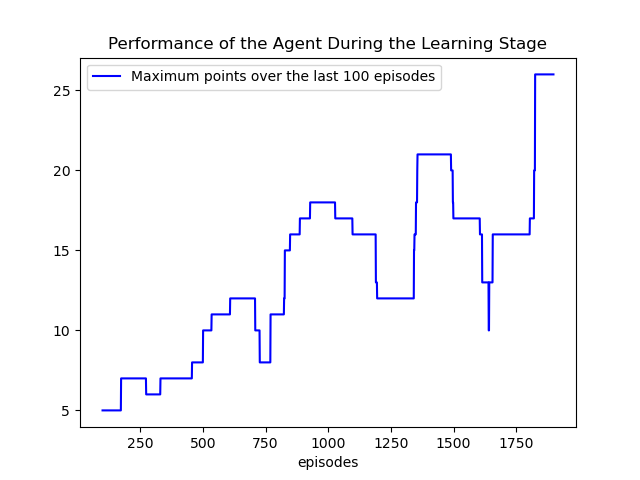 Performance of the Agent During the Learning Stage
Maximum points over the last 100 episodes
25
20
15
10
5
250 500 750 1000 1250 1500 1750
episodes